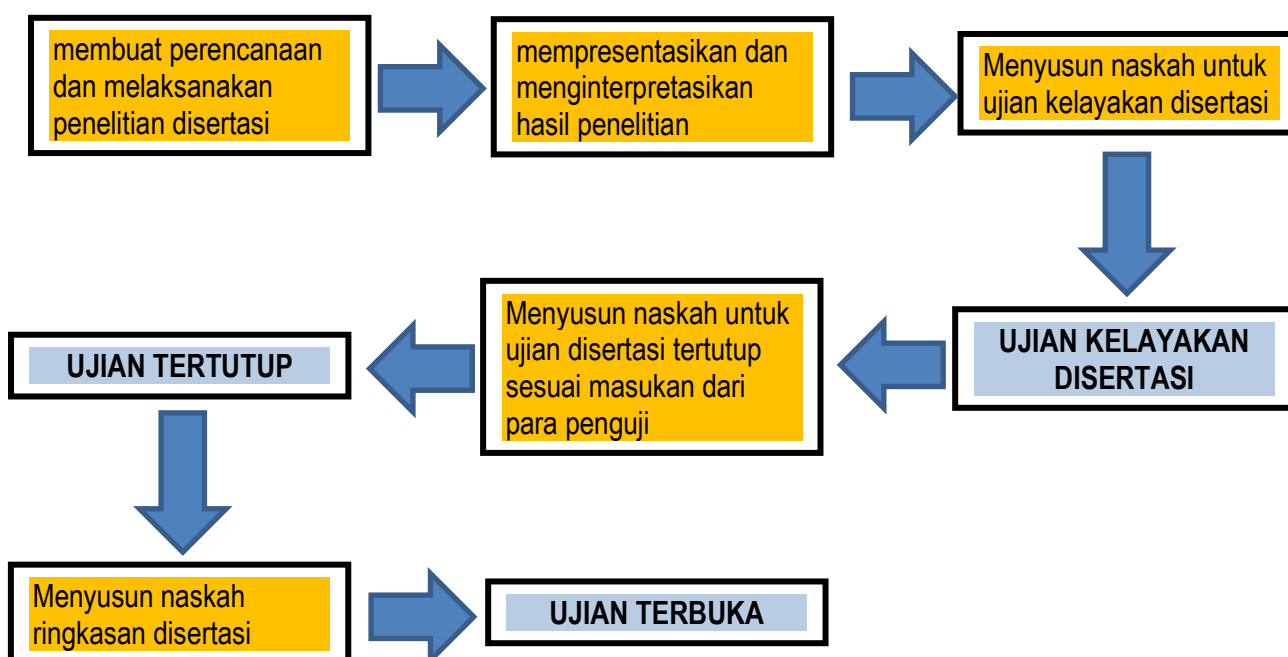 membuat perencanaan
dan melaksanakan
penelitian disertasi
mempresentasikan dan
menginterpretasikan
hasil penelitian
Menyusun naskah untuk
ujian kelayakan disertasi
UJIAN KELAYAKAN
DISERTASI
Menyusun naskah untuk
ujian disertasi tertutup
sesuai masukan dari
para penguji
UJIAN TERTUTUP
Menyusun naskah
ringkasan disertasi
UJIAN TERBUKA